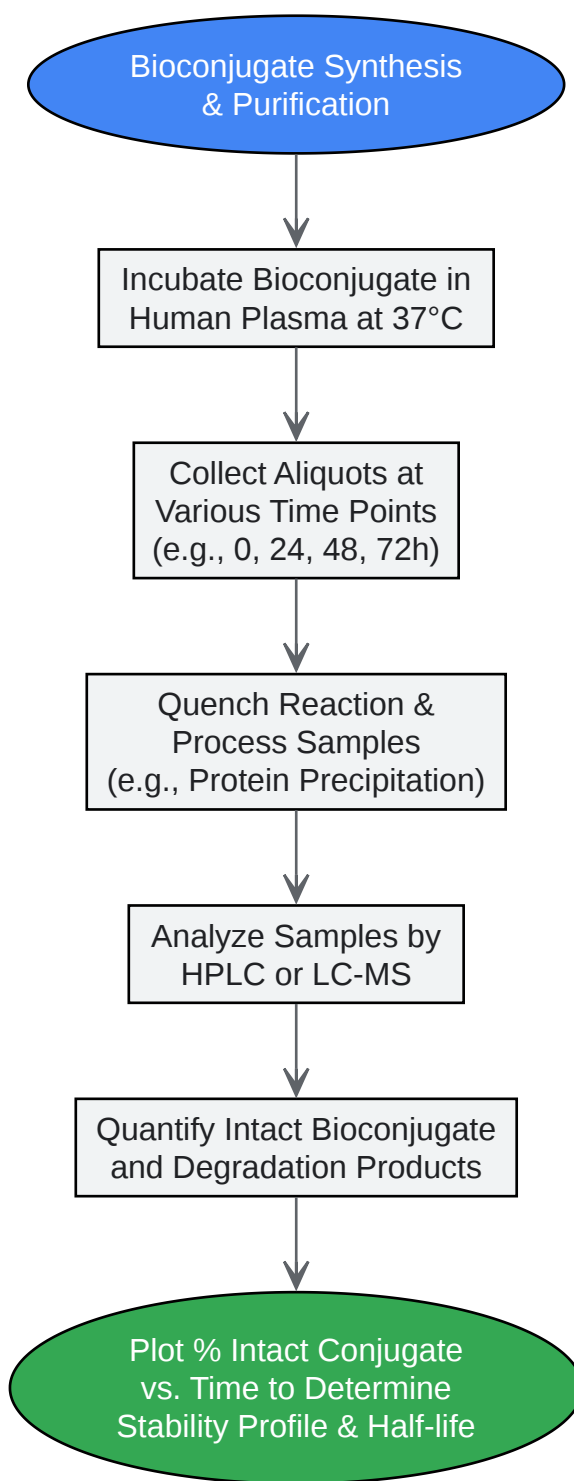 Bioconjugate Synthesis
& Purification
Incubate Bioconjugate in
Human Plasma at 37°C
Collect Aliquots at
Various Time Points
(e.g., 0, 24, 48, 72h)
Quench Reaction &
Process Samples
(e.g., Protein Precipitation)
Analyze Samples by
HPLC or LC-MS
Quantify Intact Bioconjugate
and Degradation Products
Plot % Intact Conjugate
vs. Time to Determine
Stability Profile & Half-life